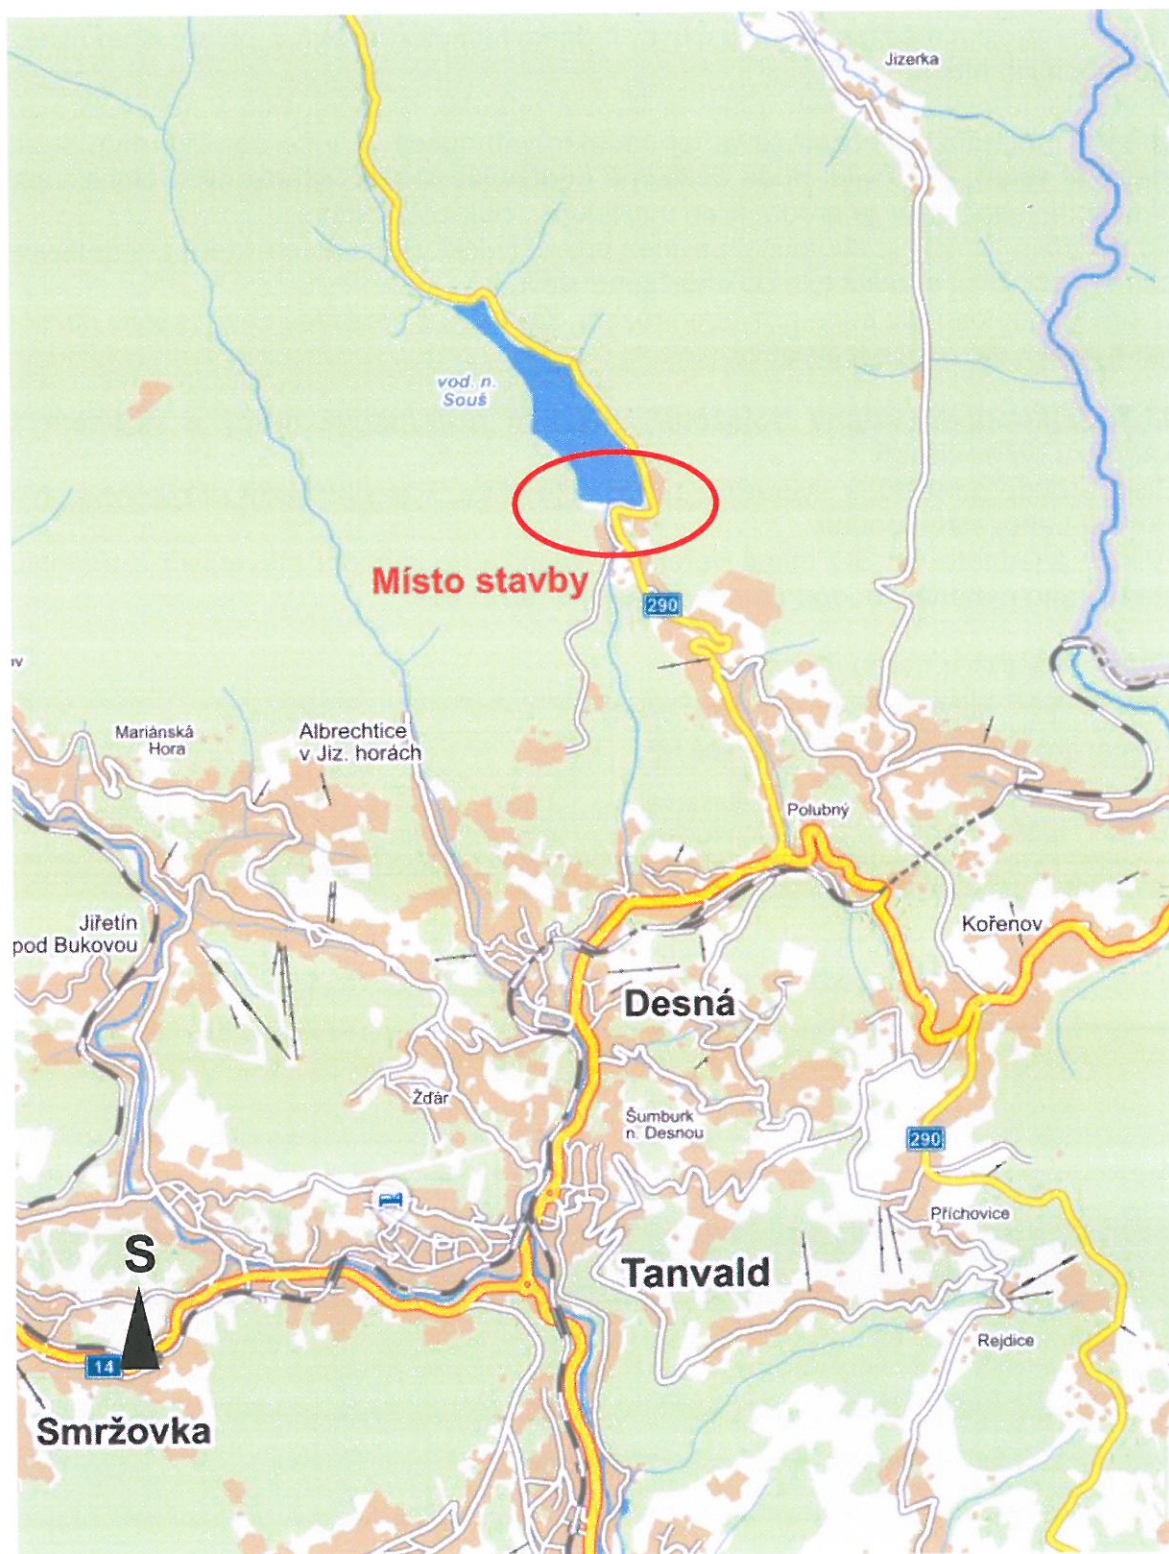 Jizerka
vod. n.
Souš
Místo stavby
290
Mariánská
Hora
Albrechtice
v Jiz. horách
Polubný
Jiřetín
pod Bukovou
Kořenov
Desná
Žďár
Šumburk
n. Desnou
290
Příchovice
S
Tanvald
Rejdice
14
Smržovka